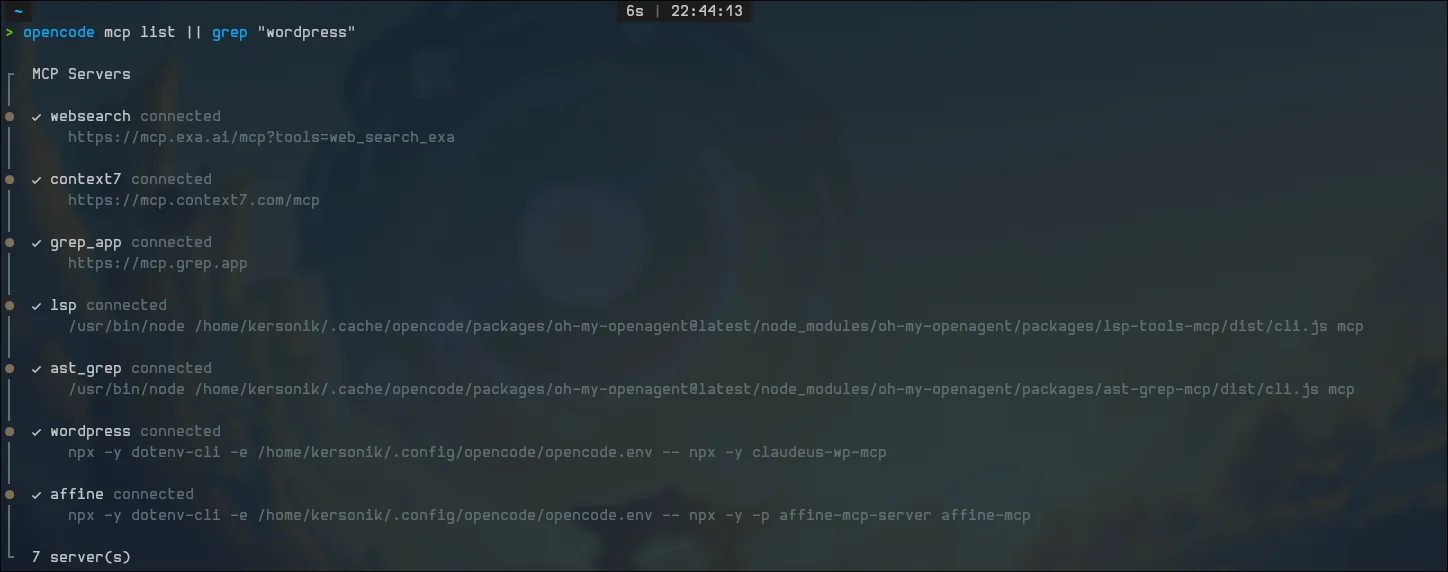 ~
6s | 22:44:13
> opencode mcp list || grep "wordpress"
MCP Servers
✓ websearch connected
https://mcp.exa.ai/mcp?tools=web_search_exa
✓ context7 connected
https://mcp.context7.com/mcp
✓ grep_app connected
https://mcp.grep.app
✓ lsp connected
/usr/bin/node /home/kersonik/.cache/opencode/packages/oh-my-openagent@latest/node_modules/oh-my-openagent/packages/lsp-tools-mcp/dist/cli.js mcp
✓ ast_grep connected
/usr/bin/node /home/kersonik/.cache/opencode/packages/oh-my-openagent@latest/node_modules/oh-my-openagent/packages/ast-grep-mcp/dist/cli.js mcp
✓ wordpress connected
npx -y dotenv-cli -e /home/kersonik/.config/opencode/opencode.env -- npx -y claudeus-wp-mcp
✓ affine connected
npx -y dotenv-cli -e /home/kersonik/.config/opencode/opencode.env -- npx -y -p affine-mcp-server affine-mcp
7 server(s)